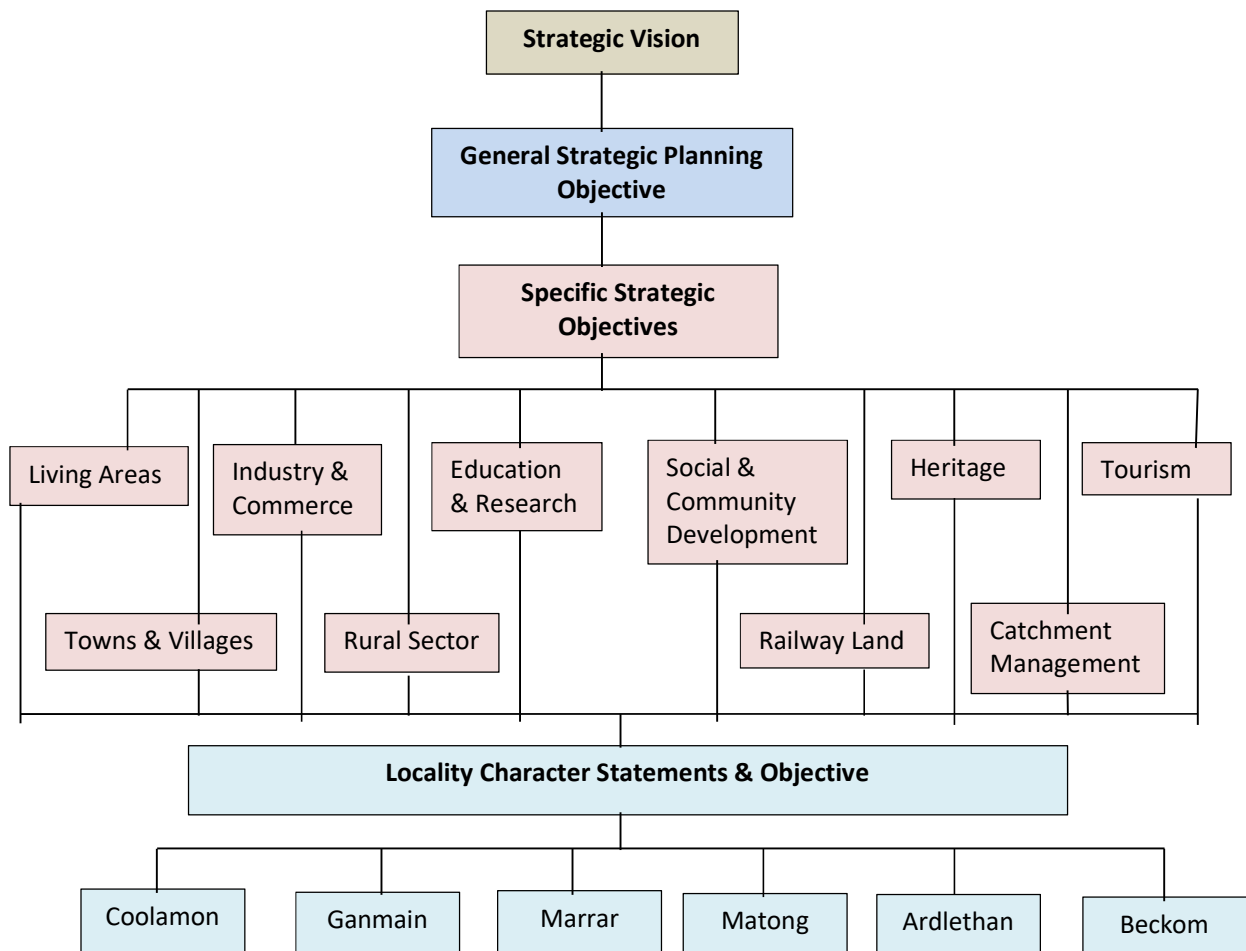 Strategic Vision
General Strategic Planning
Objective
Specific Strategic
Objectives
Living Areas
Industry &
Commerce
Education
& Research
Social &
Community
Development
Heritage
Tourism
Towns & Villages
Rural Sector
Railway Land
Catchment
Management
Locality Character Statements & Objective
Coolamon
Ganmain
Marrar
Matong
Ardlethan
Beckom